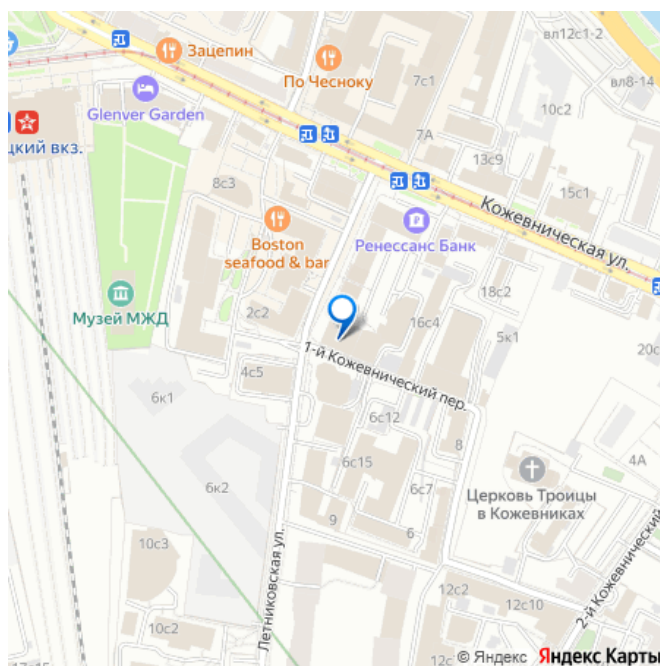 вл12с1-2
Зацепин
По Чесноку
7с1
вл8-14
Glenver Garden
10с2
цкий вкз.
7А
13с9
8с3
15с1
Кожевническая ул.
Boston
seafood & bar
Ренессанс Банк
Музей МЖД
2с2
18с2
16с4
5к1
20с
1-й Кожевнический пер.
4с5
6к1
6с12
8
4А
6с15
Церковь Троицы
в Кожевниках
6к2
6с7
9
6
10с3
Летниковская ул.
2-й Кожевнический
12с2
12с10
10с2
12с
© Яндекс Яндекс Карты